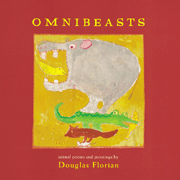 OMNIBEASTS
animal poems and paintings by
Douglas Florian